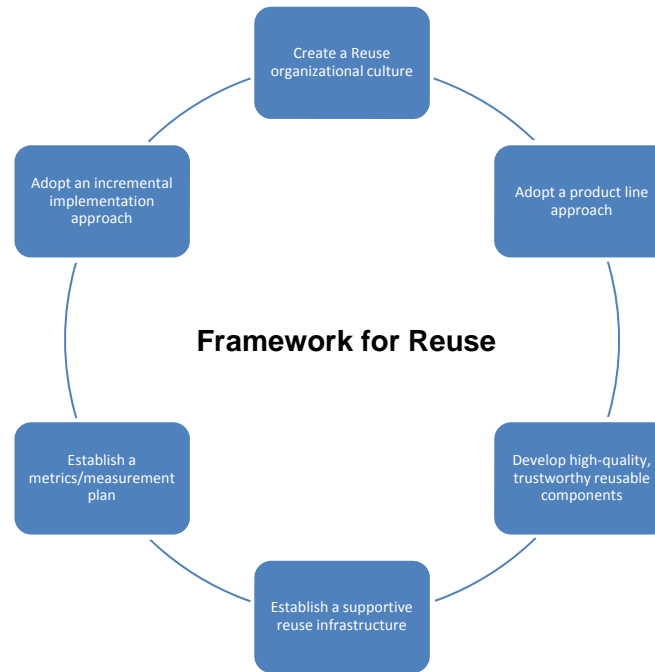 Create a Reuse
organizational culture
Adopt an incremental
implementation
approach
Adopt a product line
approach
Framework for Reuse
Establish a
metrics/measurement
plan
Develop high-quality,
trustworthy reusable
components
Establish a supportive
reuse infrastructure